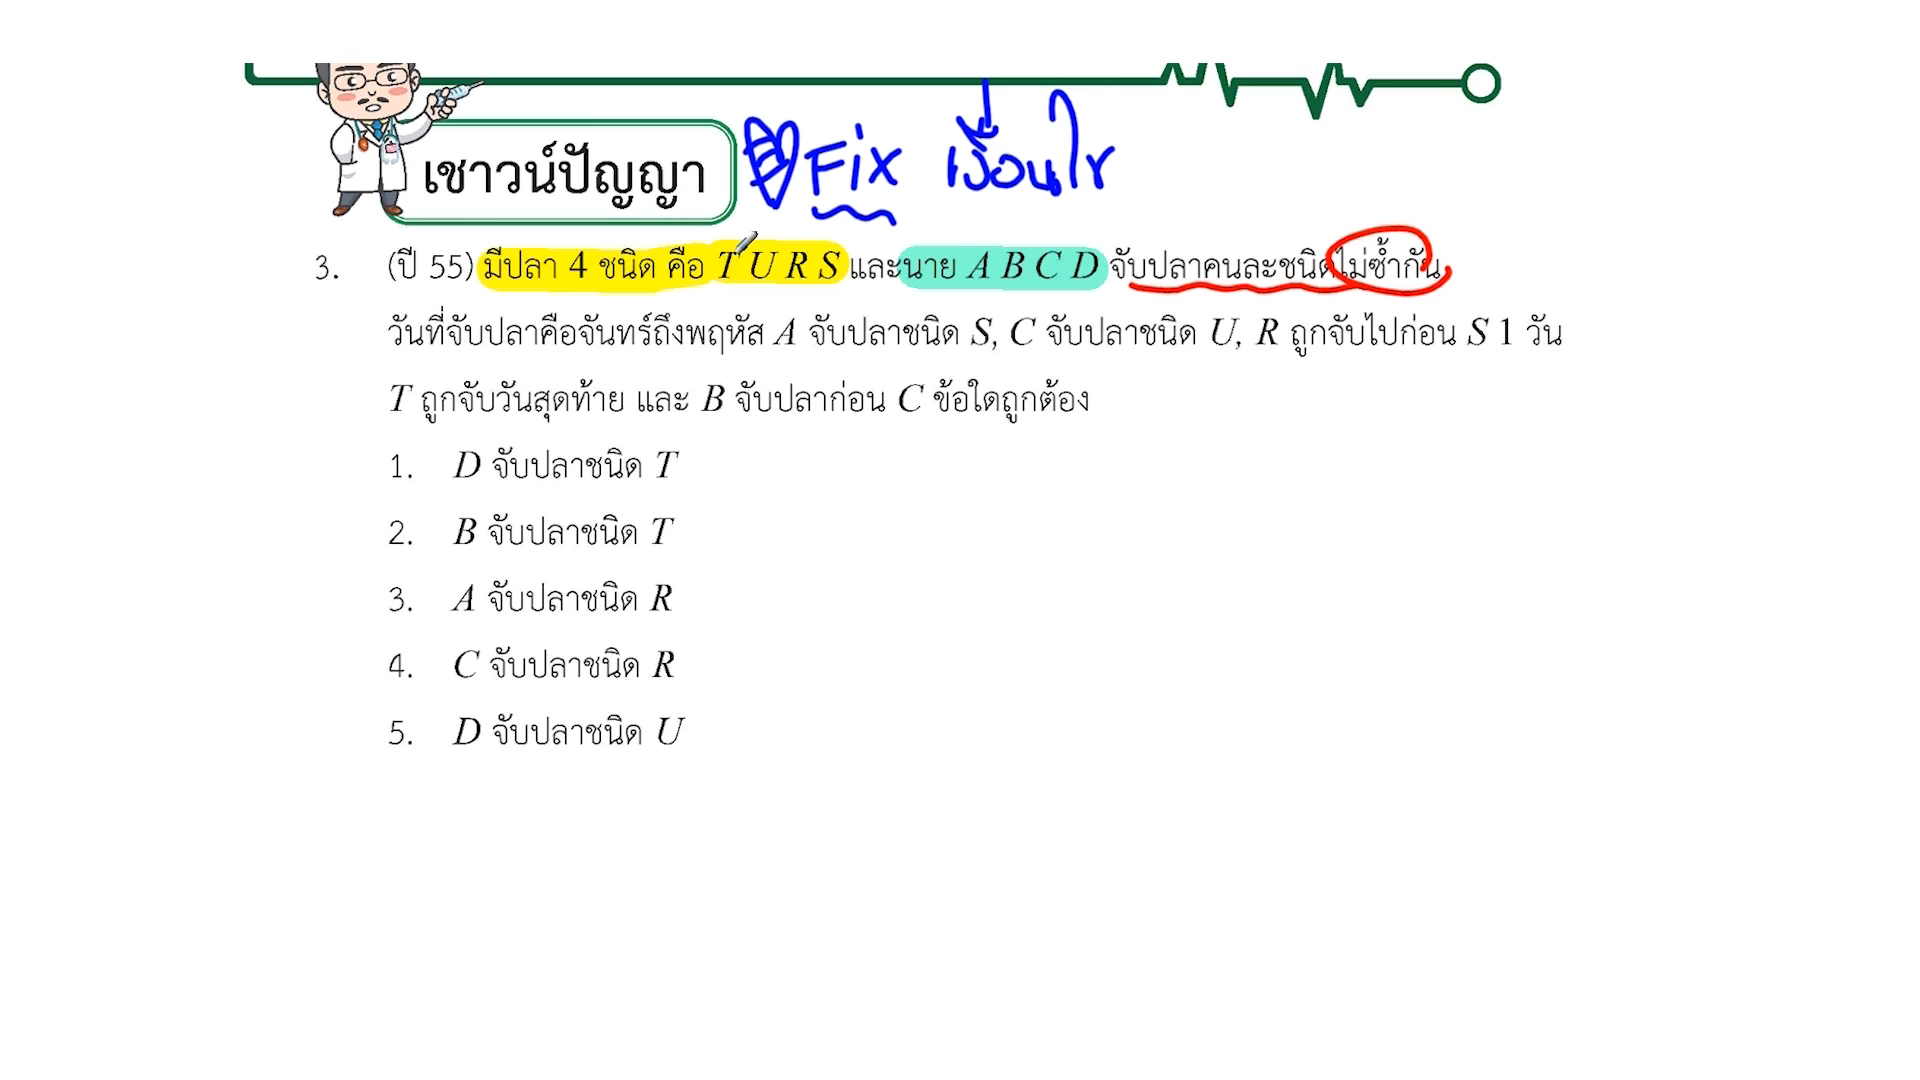 เชาวน์ปัญญา Fix เงื่อนไข
3. (ปี 55) มีปลา 4 ชนิด คือ T U R S และนาย A B C D จับปลาคนละชนิดไม่ซ้ำกัน
วันที่จับปลาคือจันทร์ถึงพฤหัส A จับปลาชนิด S, C จับปลาชนิด U, R ถูกจับไปก่อน S 1 วัน
T ถูกจับวันสุดท้าย และ B จับปลาก่อน C ข้อใดถูกต้อง
1. D จับปลาชนิด T
2. B จับปลาชนิด T
3. A จับปลาชนิด R
4. C จับปลาชนิด R
5. D จับปลาชนิด U